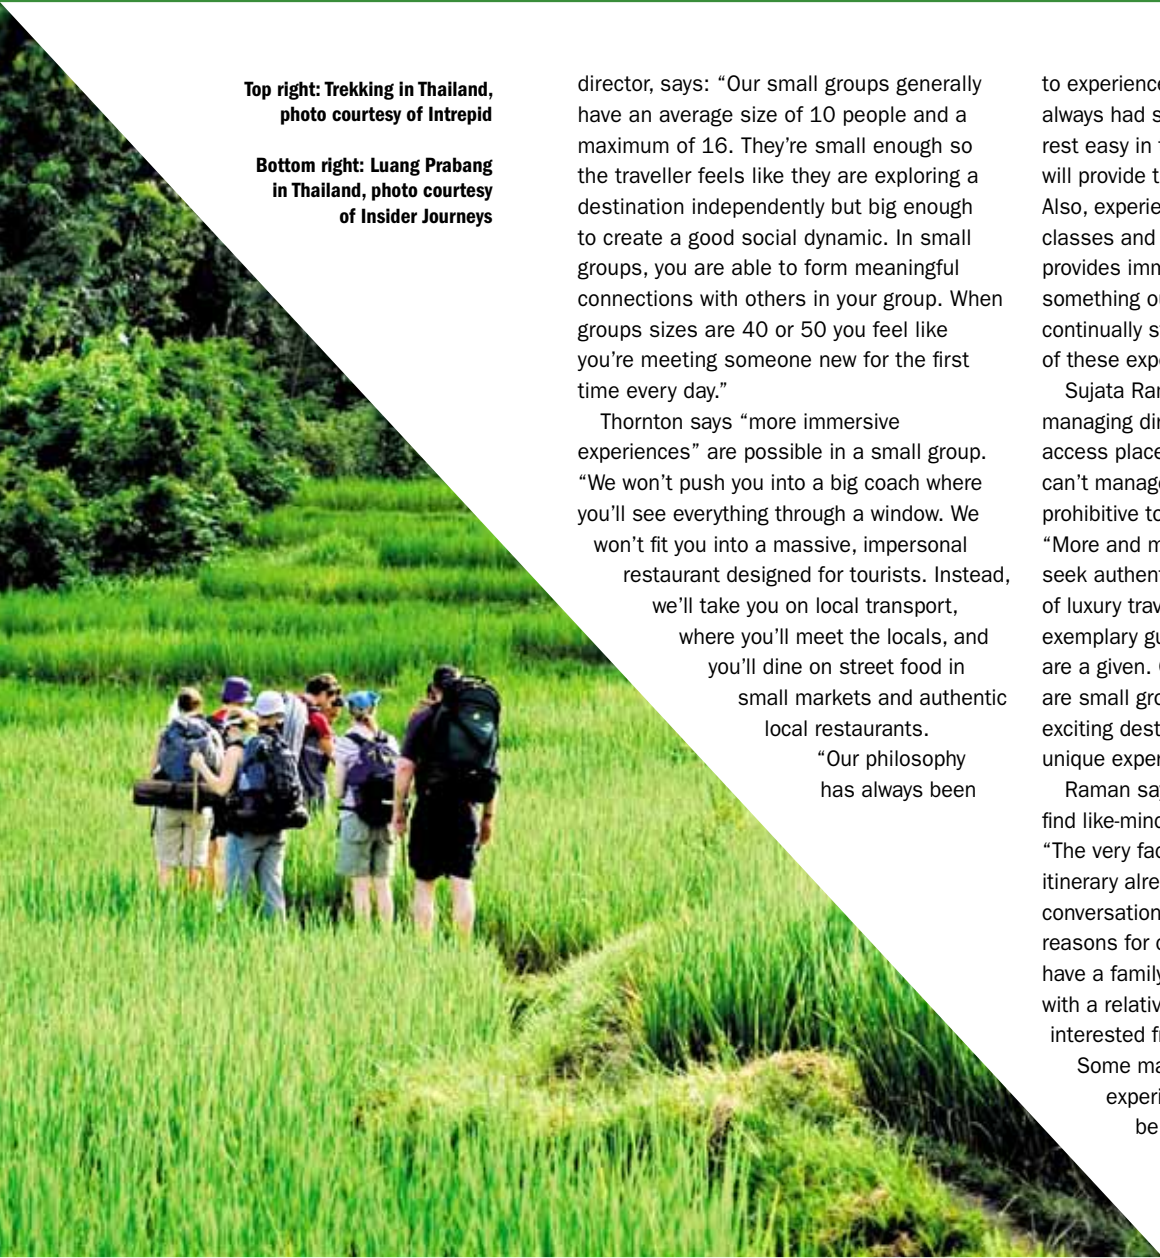 Top right: Trekking in Thailand,
photo courtesy of Intrepid
Bottom right: Luang Prabang
in Thailand, photo courtesy
of Insider Journeys
director, says: “Our small groups generally
have an average size of 10 people and a
maximum of 16. They’re small enough so
the traveller feels like they are exploring a
destination independently but big enough
to create a good social dynamic. In small
groups, you are able to form meaningful
connections with others in your group. When
groups sizes are 40 or 50 you feel like
you’re meeting someone new for the first
time every day.”
Thornton says “more immersive
experiences” are possible in a small group.
“We won’t push you into a big coach where
you’ll see everything through a window. We
won’t fit you into a massive, impersonal
restaurant designed for tourists. Instead,
we’ll take you on local transport,
where you’ll meet the locals, and
you’ll dine on street food in
small markets and authentic
local restaurants.
“Our philosophy
has always been
to
always had
rest easy in
will provide
Also,
classes and
provides
something
continually
of these
Sujata
managing
access
can’t
prohibitive
“More and
seek
of luxury
exemplary
are a given.
are small
exciting
unique
Raman
find
“The very
itinerary
conversation
reasons for
have a family
with a
interested
Some